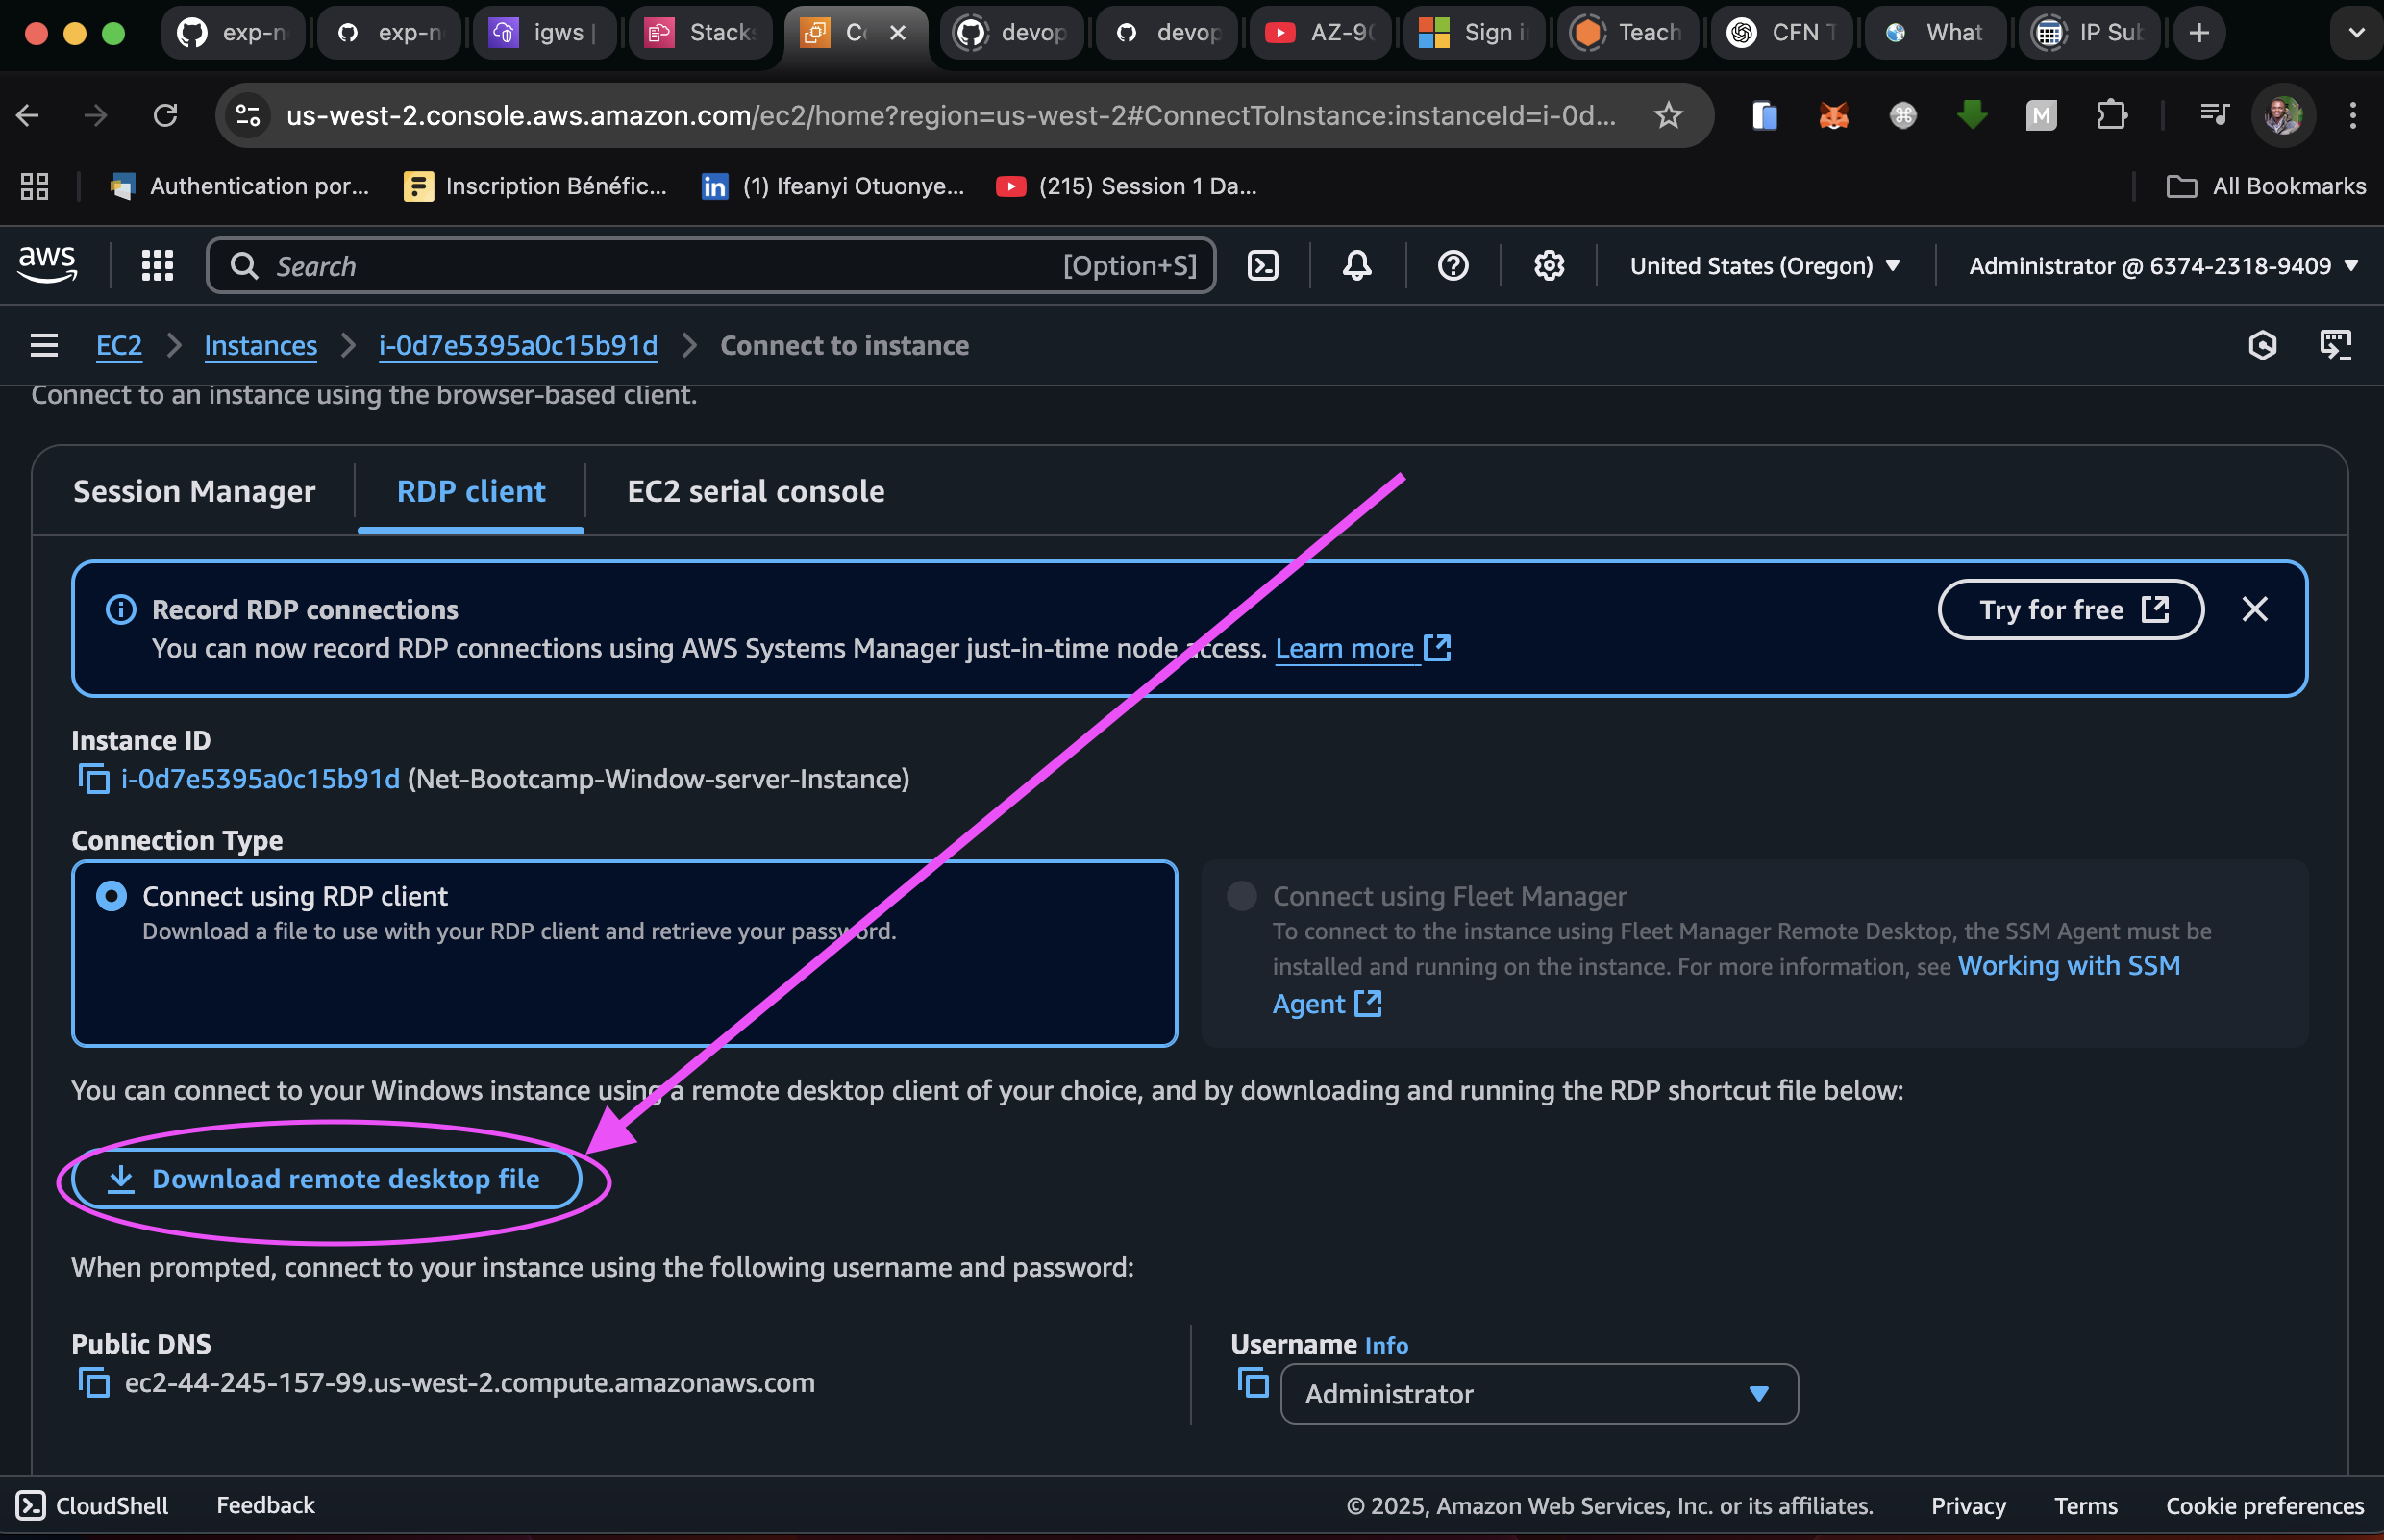 exp-n
exp-n
igws |
Stack
C
devop
devop
AZ-90
Sign i
Teach
CFN T
What
IP Sub
us-west-2.console.aws.amazon.com/ec2/home?region=us-west-2#ConnectToInstance:instanceId=i-0d...
M
Authentication por...
Inscription Bénéfic...
in
(1) Ifeanyi Otuonye...
(215) Session 1 Da...
All Bookmarks
aws
Search
[Option+S]
United States (Oregon)
Administrator @ 6374-2318-9409
EC2
Instances
i-0d7e5395a0c15b91d
Connect to instance
Connect to an instance using the browser-based client.
Session Manager
RDP client
EC2 serial console
Record RDP connections
You can now record RDP connections using AWS Systems Manager just-in-time node access. Learn more
Try for free
Instance ID
i-0d7e5395a0c15b91d (Net-Bootcamp-Window-server-Instance)
Connection Type
Connect using RDP client
Download a file to use with your RDP client and retrieve your password.
Connect using Fleet Manager
To connect to the instance using Fleet Manager Remote Desktop, the SSM Agent must be
installed and running on the instance. For more information, see Working with SSM
Agent
You can connect to your Windows instance using a remote desktop client of your choice, and by downloading and running the RDP shortcut file below:
Download remote desktop file
When prompted, connect to your instance using the following username and password:
Public DNS
ec2-44-245-157-99.us-west-2.compute.amazonaws.com
Username Info
Administrator
CloudShell
Feedback
© 2025, Amazon Web Services, Inc. or its affiliates.
Privacy
Terms
Cookie preferences